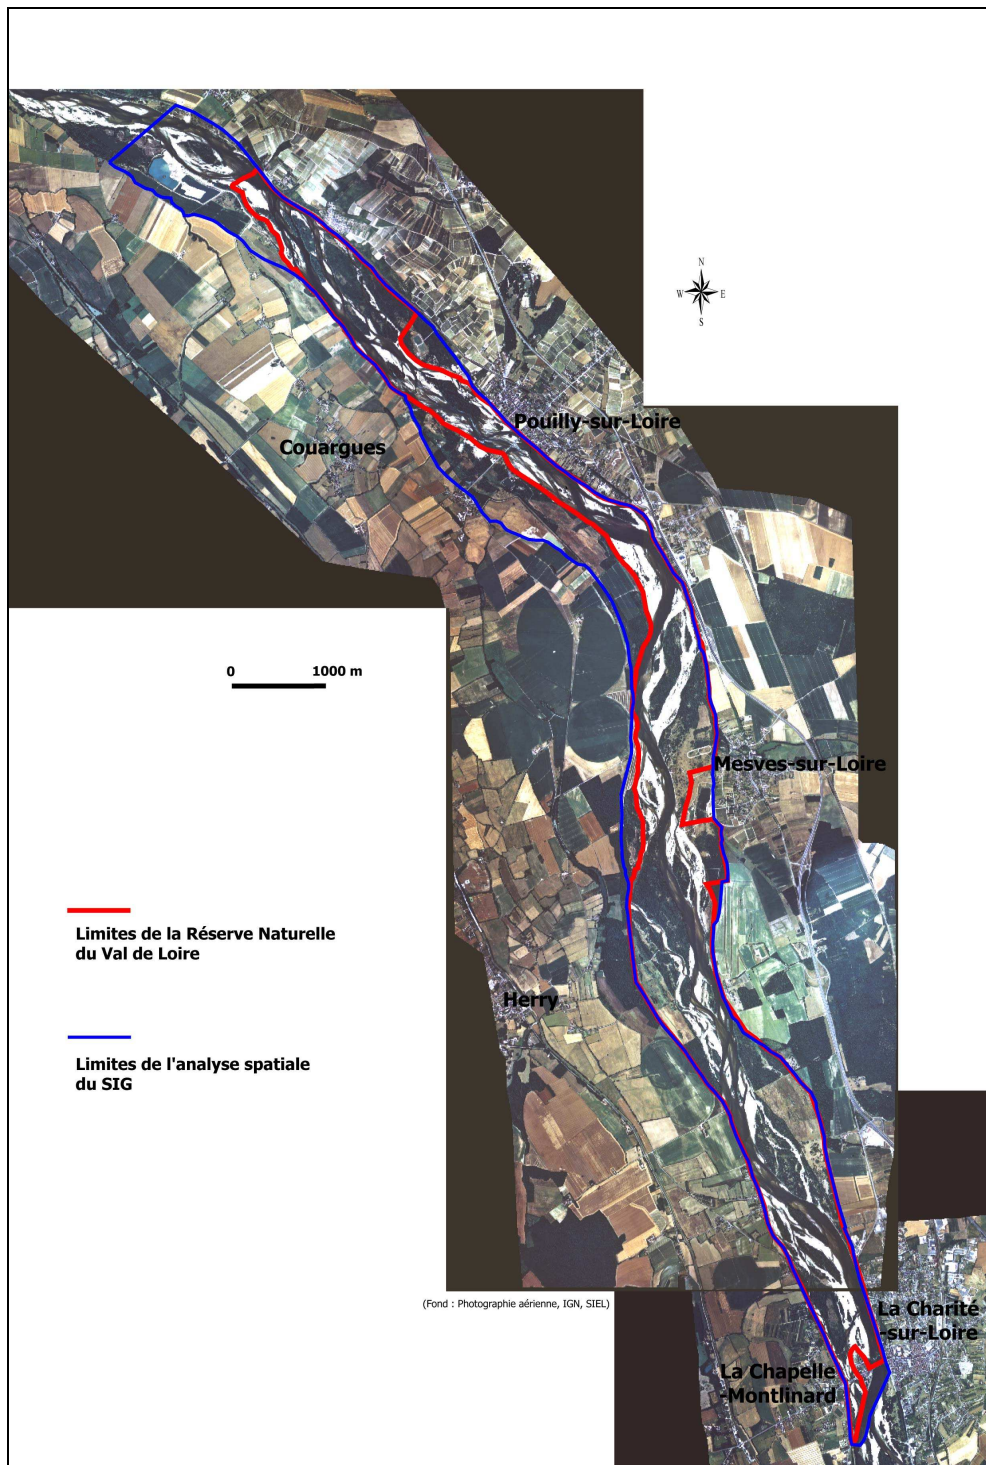 N
W E
S
Pouilly-sur-Loire
Couargues
0 1000 m
Mesves-sur-Loire
Limites de la Réserve Naturelle
du Val de Loire
Herry
Limites de l'analyse spatiale
du SIG
(Fond : Photographie aérienne, IGN, SIEL)
La Charité
-sur-Loire
La Chapelle
-Montlinard